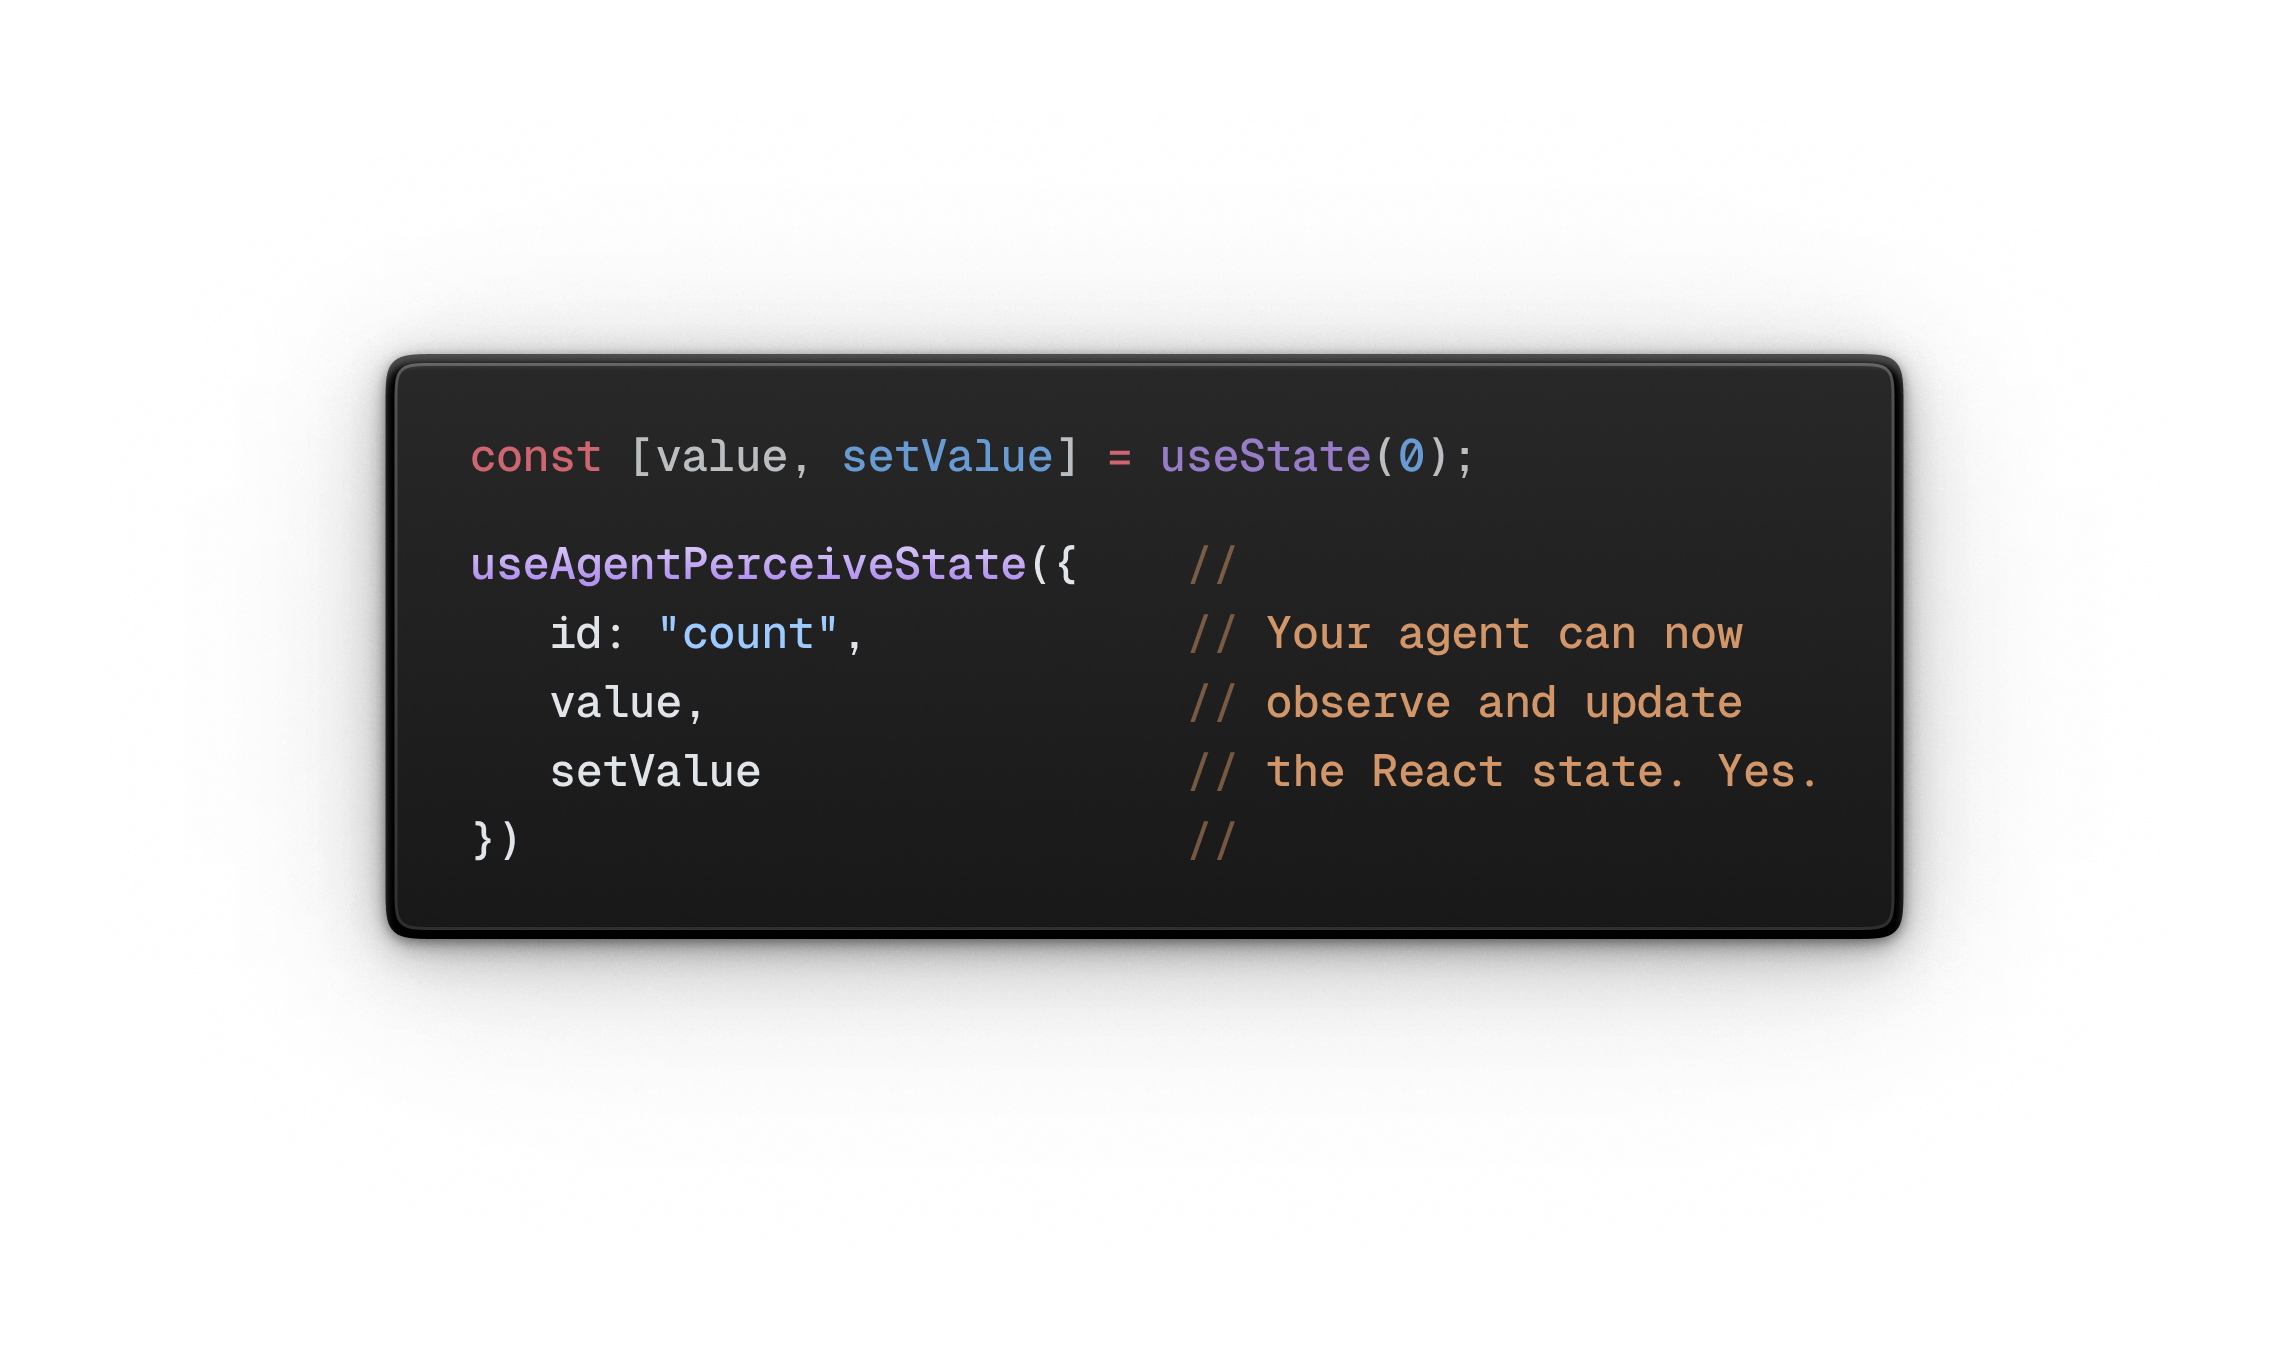 const [value, setValue] = useState(0);
useAgentPerceiveState({ //
id: "count", // Your agent can now
value, // observe and update
setValue // the React state. Yes.
}) //